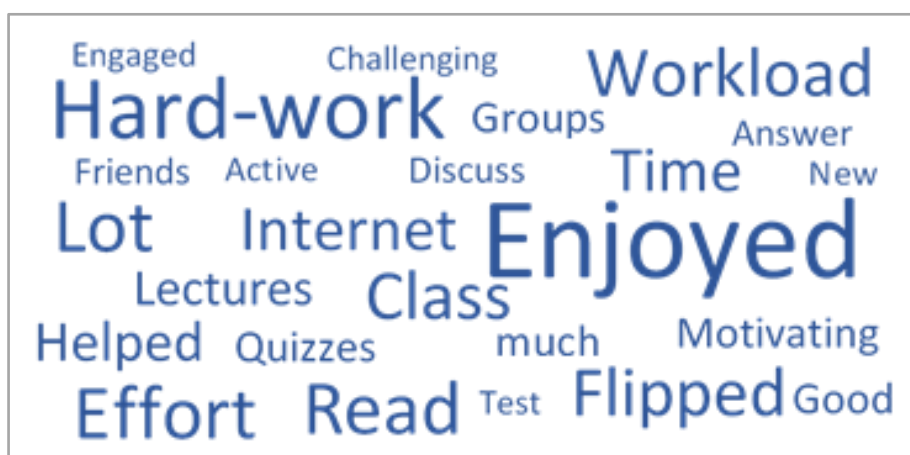 Engaged Challenging Workload
Hard-work Groups Answer
Friends Active Discuss Time New
Lot Internet Enjoyed
Lectures Class
Helped Quizzes much Motivating
Effort Read Test Flipped Good